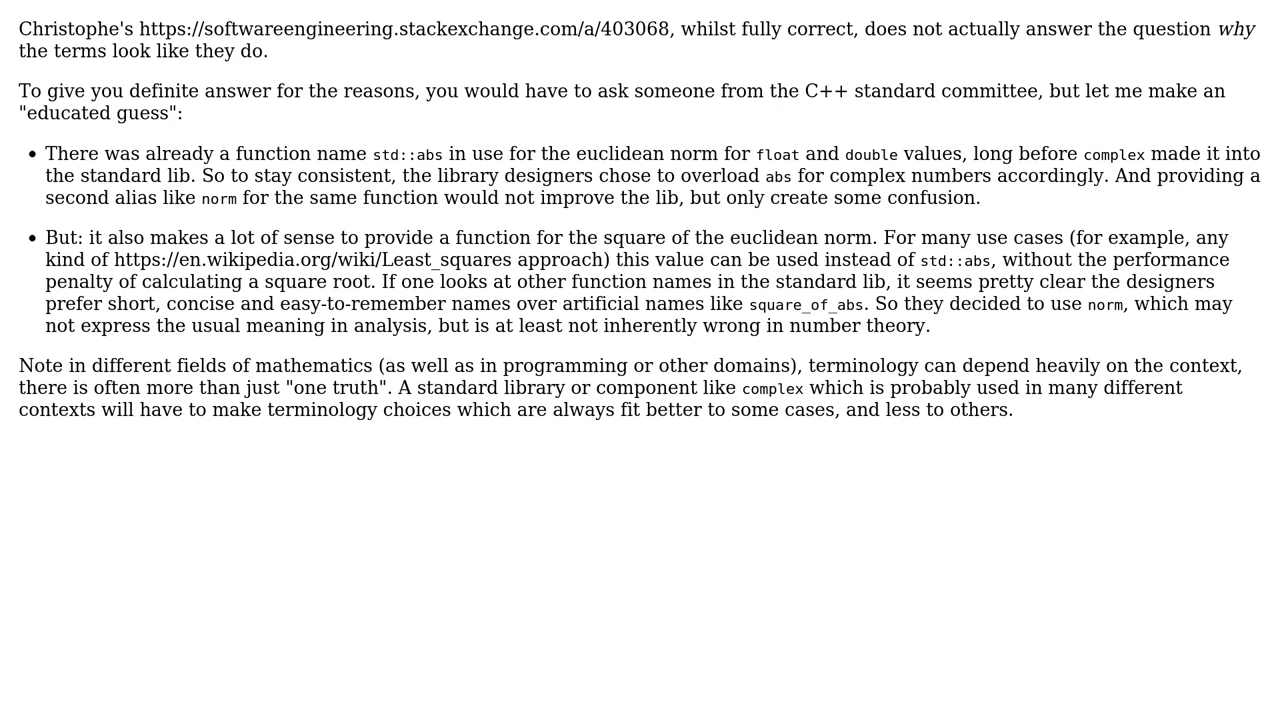 Christophe's https://softwareengineering.stackexchange.com/a/403068, whilst fully correct, does not actually answer the question why
the terms look like they do.
To give you definite answer for the reasons, you would have to ask someone from the C++ standard committee, but let me make an
"educated guess":
• There was already a function name std::abs in use for the euclidean norm for float and double values, long before complex made it into
the standard lib. So to stay consistent, the library designers chose to overload abs for complex numbers accordingly. And providing a
second alias like norm for the same function would not improve the lib, but only create some confusion.
• But: it also makes a lot of sense to provide a function for the square of the euclidean norm. For many use cases (for example, any
kind of https://en.wikipedia.org/wiki/Least_squares approach) this value can be used instead of std::abs, without the performance
penalty of calculating a square root. If one looks at other function names in the standard lib, it seems pretty clear the designers
prefer short, concise and easy-to-remember names over artificial names like square_of_abs. So they decided to use norm, which may
not express the usual meaning in analysis, but is at least not inherently wrong in number theory.
Note in different fields of mathematics (as well as in programming or other domains), terminology can depend heavily on the context,
there is often more than just "one truth". A standard library or component like complex which is probably used in many different
contexts will have to make terminology choices which are always fit better to some cases, and less to others.